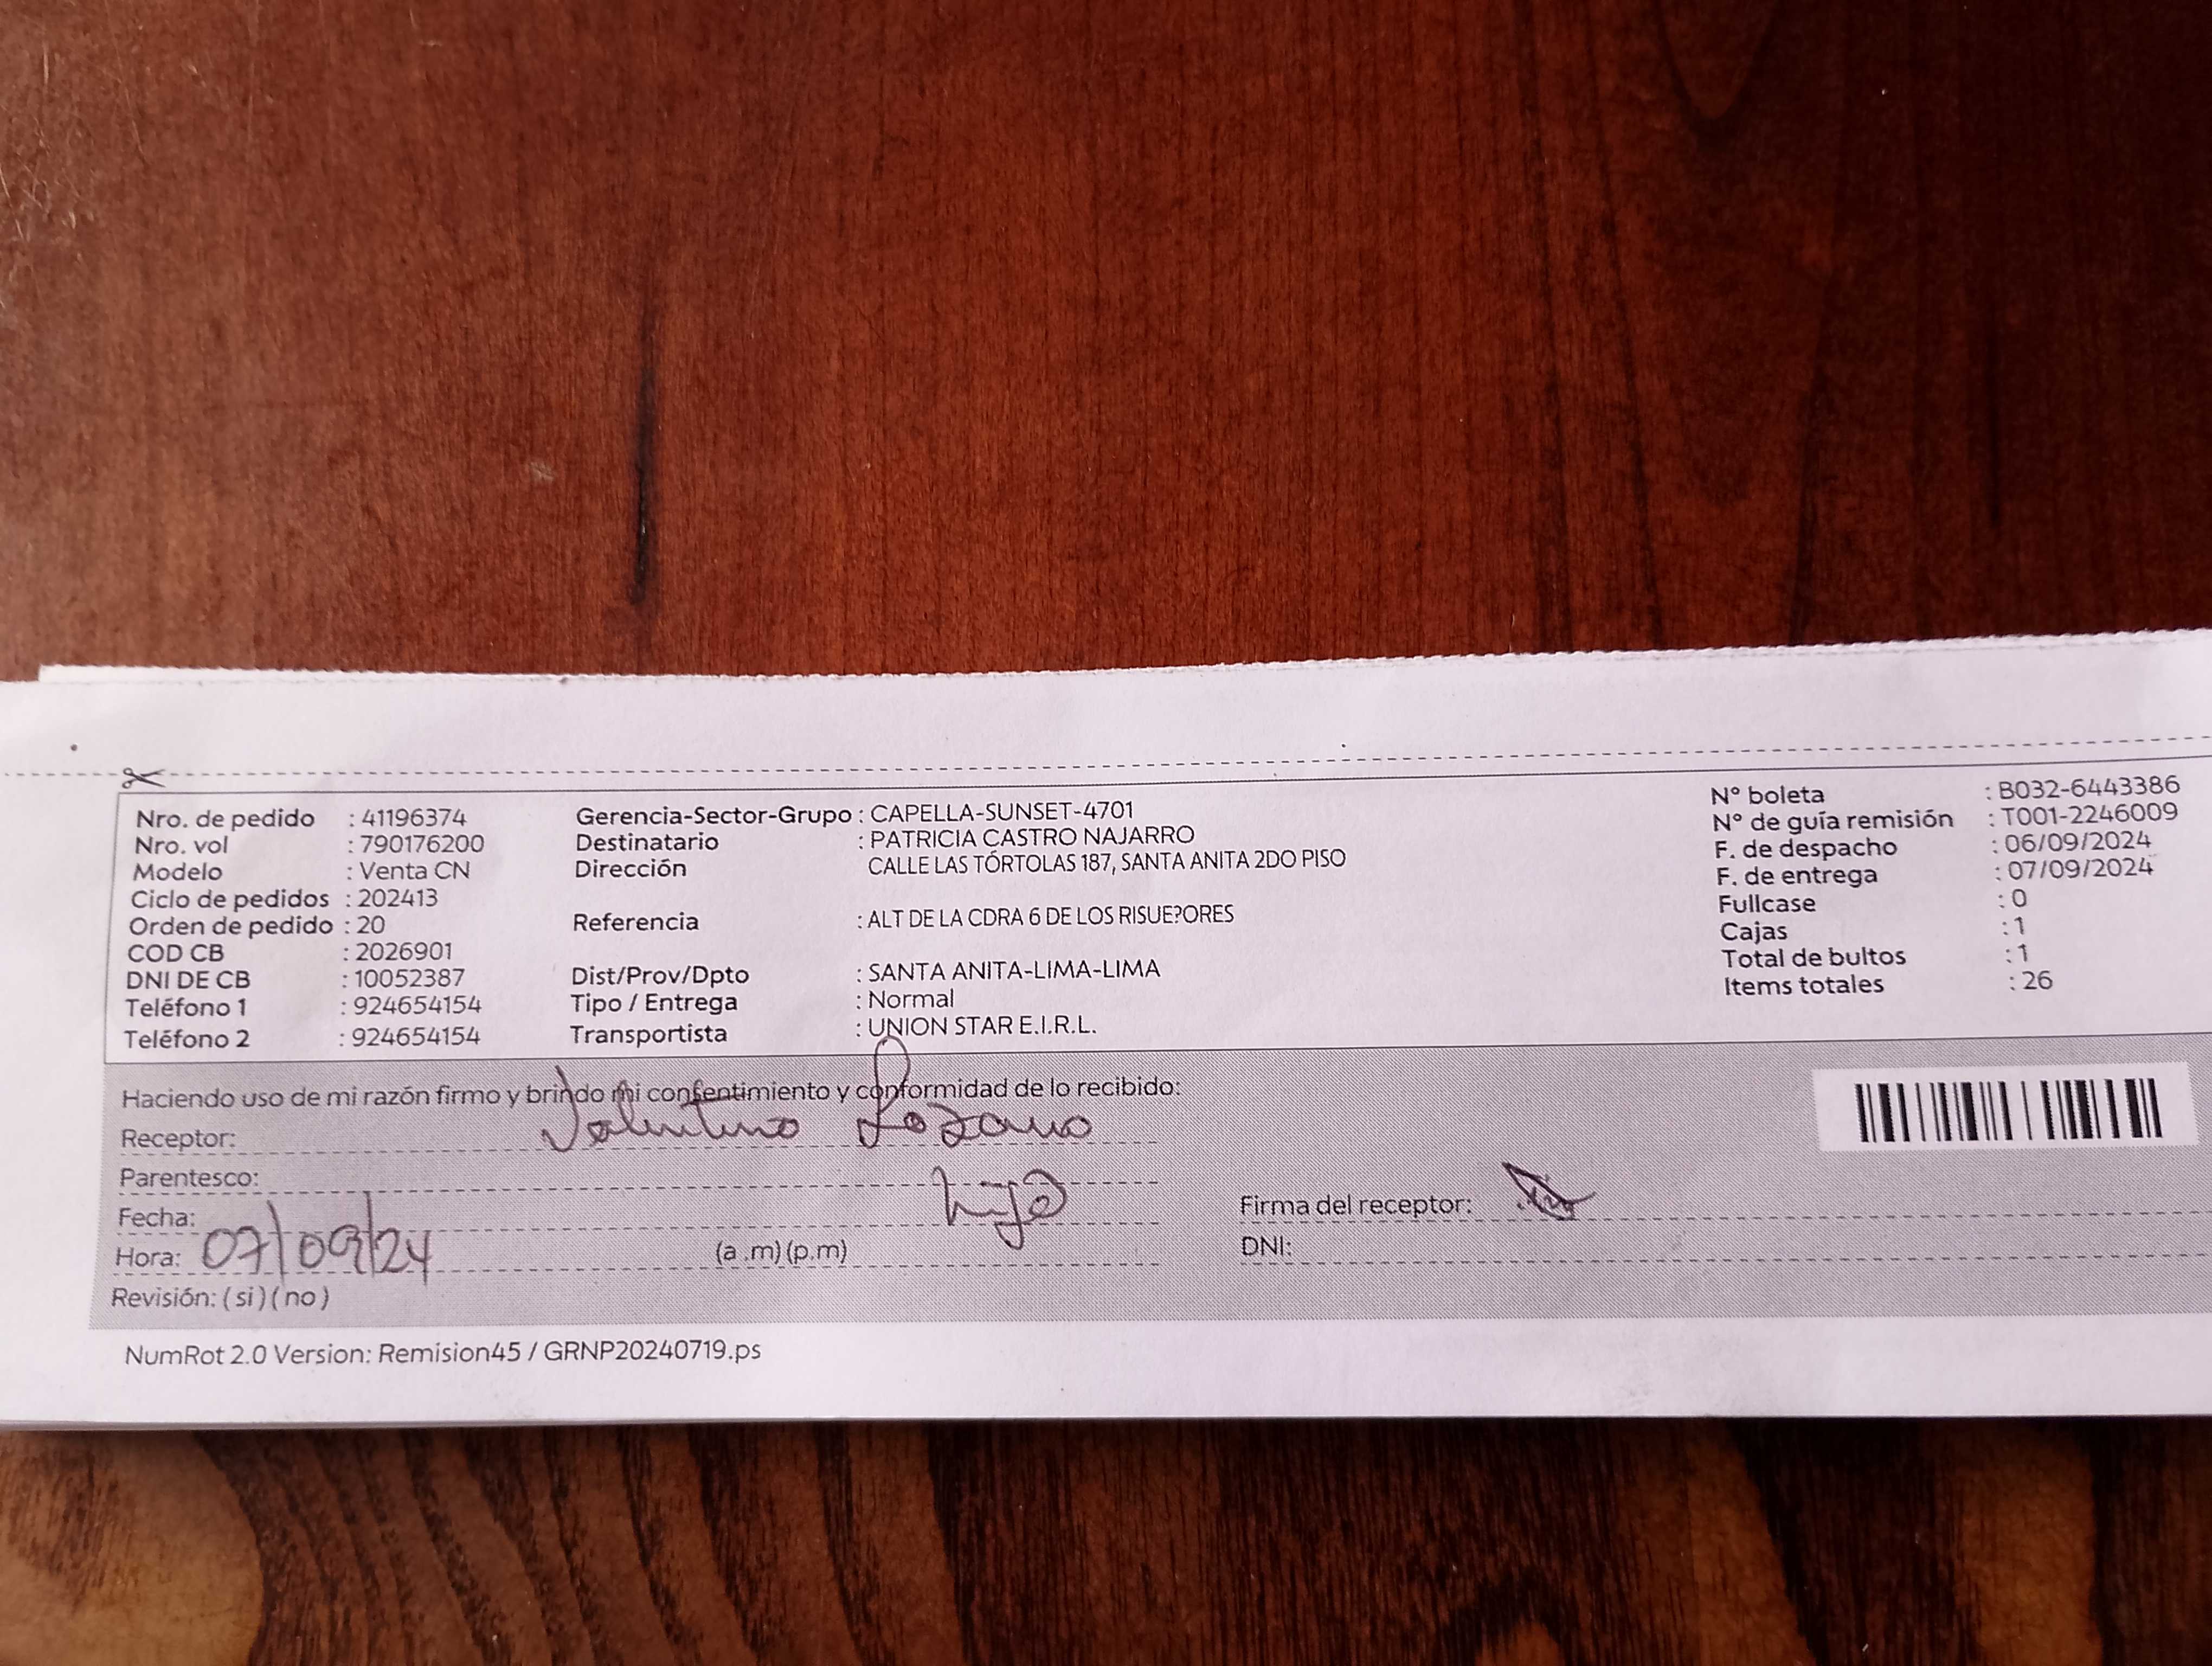 Nro. de pedido : 41196374 Gerencia-Sector-Grupo : CAPELLA-SUNSET-4701 N° boleta : B032-6443386
Nro. vol : 790176200 Destinatario : PATRICIA CASTRO NAJARRO N° de guía remisión : T001-2246009
Modelo : Venta CN Dirección CALLE LAS TÓRTOLAS 187, SANTA ANITA 2DO PISO F. de despacho : 06/09/2024
Ciclo de pedidos : 202413 F. de entrega : 07/09/2024
Orden de pedido : 20 Referencia : ALT DE LA CDRA 6 DE LOS RISUE?ORES Fullcase : 0
COD CB : 2026901 Cajas : 1
DNI DE CB : 10052387 Dist/Prov/Dpto : SANTA ANITA-LIMA-LIMA Total de bultos : 1
Teléfono 1 : 924654154 Tipo / Entrega : Normal Items totales : 26
Teléfono 2 : 924654154 Transportista : UNION STAR E.I.R.L.
Haciendo uso de mi razón firmo y brindo mi consentimiento y conformidad de lo recibido:
Receptor: Valentino Lozano
Parentesco: hijo
Fecha: 07/09/24 Firma del receptor:
Hora: (a .m) (p.m) DNI:
Revisión: ( si ) ( no )
NumRot 2.0 Version: Remision45 / GRNP20240719.ps